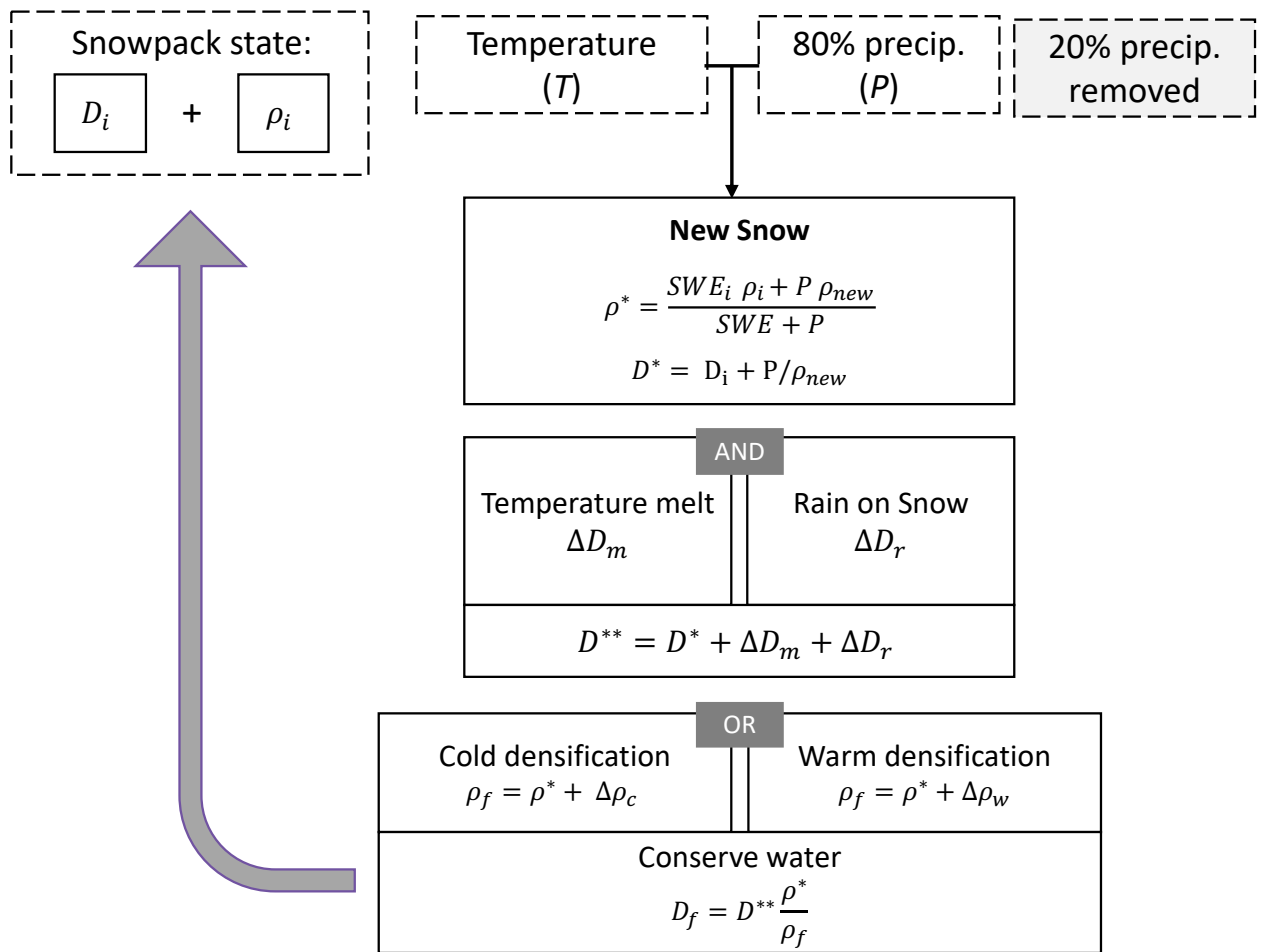 Snowpack state:
D_i + ρ_i
Temperature
(T)
80% precip.
(P)
20% precip.
removed
New Snow
ρ* = (SWE_i ρ_i + P ρ_new) / (SWE + P)
D* = D_i + P/ρ_new
AND
Temperature melt
ΔD_m
Rain on Snow
ΔD_r
D** = D* + ΔD_m + ΔD_r
OR
Cold densification
ρ_f = ρ* + Δρ_c
Warm densification
ρ_f = ρ* + Δρ_w
Conserve water
D_f = D** ρ*/ρ_f